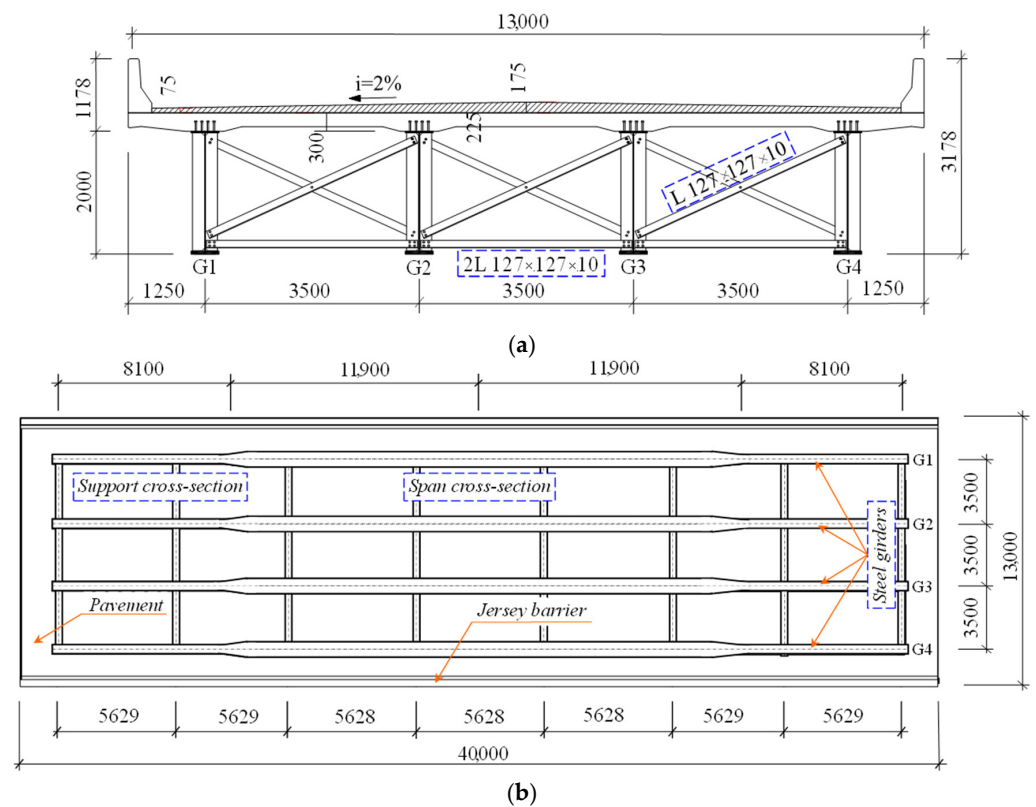 13,000
1178
75
i=2%
175
300
225
3178
2000
L 127×127×10
G1
G2
2L 127×127×10
G3
G4
1250
3500
3500
3500
1250
(a)
8100
11,900
11,900
8100
Support cross-section
Span cross-section
G1
G2
G3
G4
Steel girders
3500
3500
3500
13,000
Pavement
Jersey barrier
5629
5629
5628
5628
5628
5629
5629
40,000
(b)